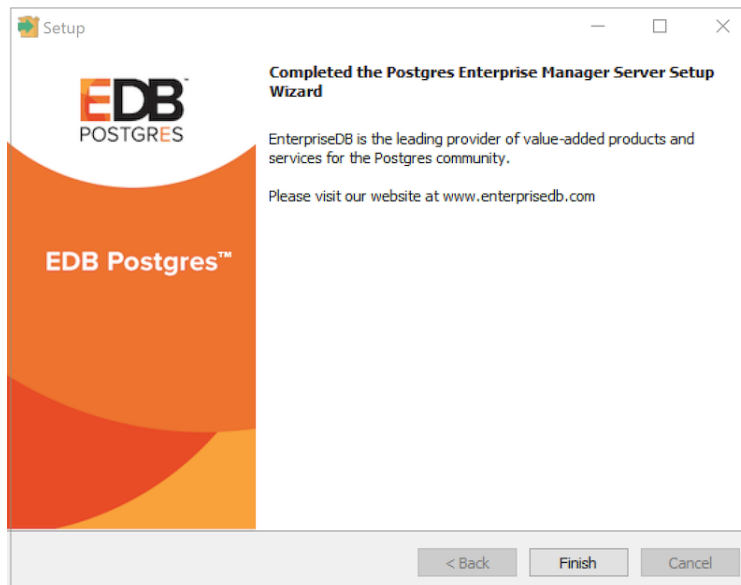 Setup
EDB™
POSTGRES
EDB Postgres™
Completed the Postgres Enterprise Manager Server Setup
Wizard
EnterpriseDB is the leading provider of value-added products and
services for the Postgres community.
Please visit our website at www.enterprisedb.com
< Back
Finish
Cancel